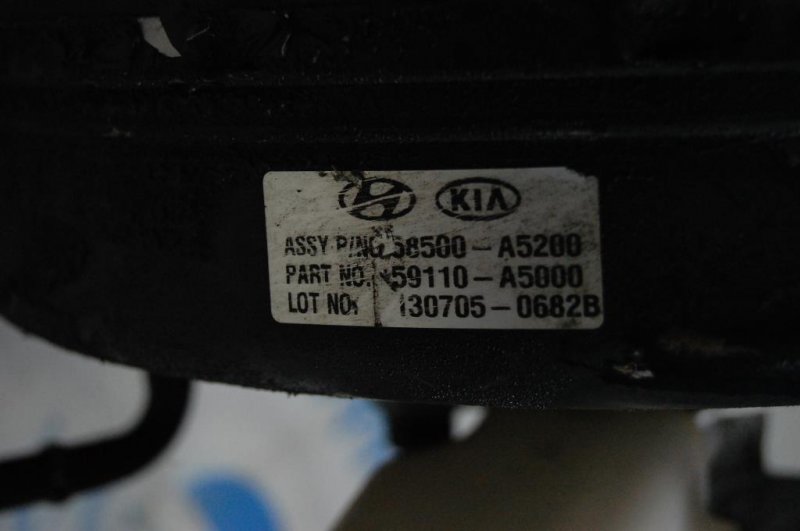 KIA
ASSY P/NO. 58500-A5200
PART NO. 59110-A5000
LOT NO. 130705-0682B